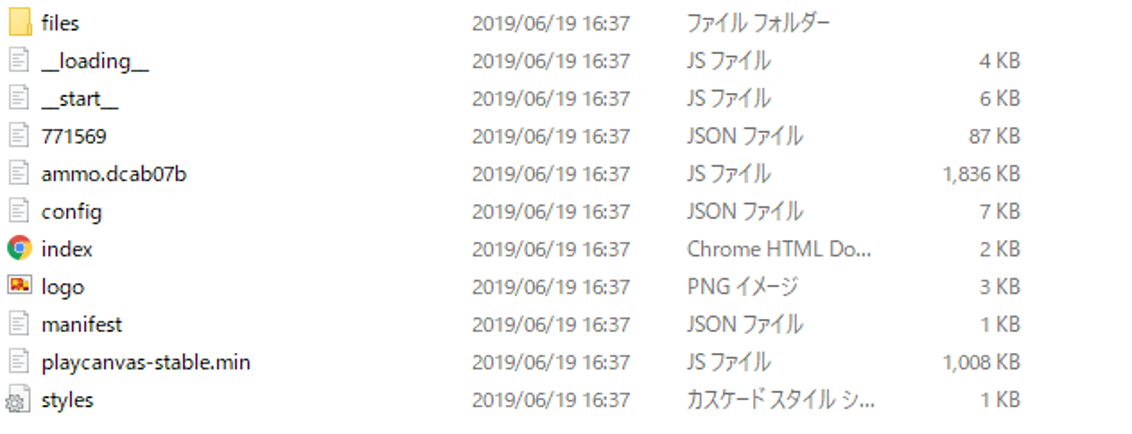 files 2019/06/19 16:37 ファイル フォルダー
__loading__ 2019/06/19 16:37 JS ファイル 4 KB
__start__ 2019/06/19 16:37 JS ファイル 6 KB
771569 2019/06/19 16:37 JSON ファイル 87 KB
ammo.dcab07b 2019/06/19 16:37 JS ファイル 1,836 KB
config 2019/06/19 16:37 JSON ファイル 7 KB
index 2019/06/19 16:37 Chrome HTML Do... 2 KB
logo 2019/06/19 16:37 PNG イメージ 3 KB
manifest 2019/06/19 16:37 JSON ファイル 1 KB
playcanvas-stable.min 2019/06/19 16:37 JS ファイル 1,008 KB
styles 2019/06/19 16:37 カスケード スタイル シ... 1 KB